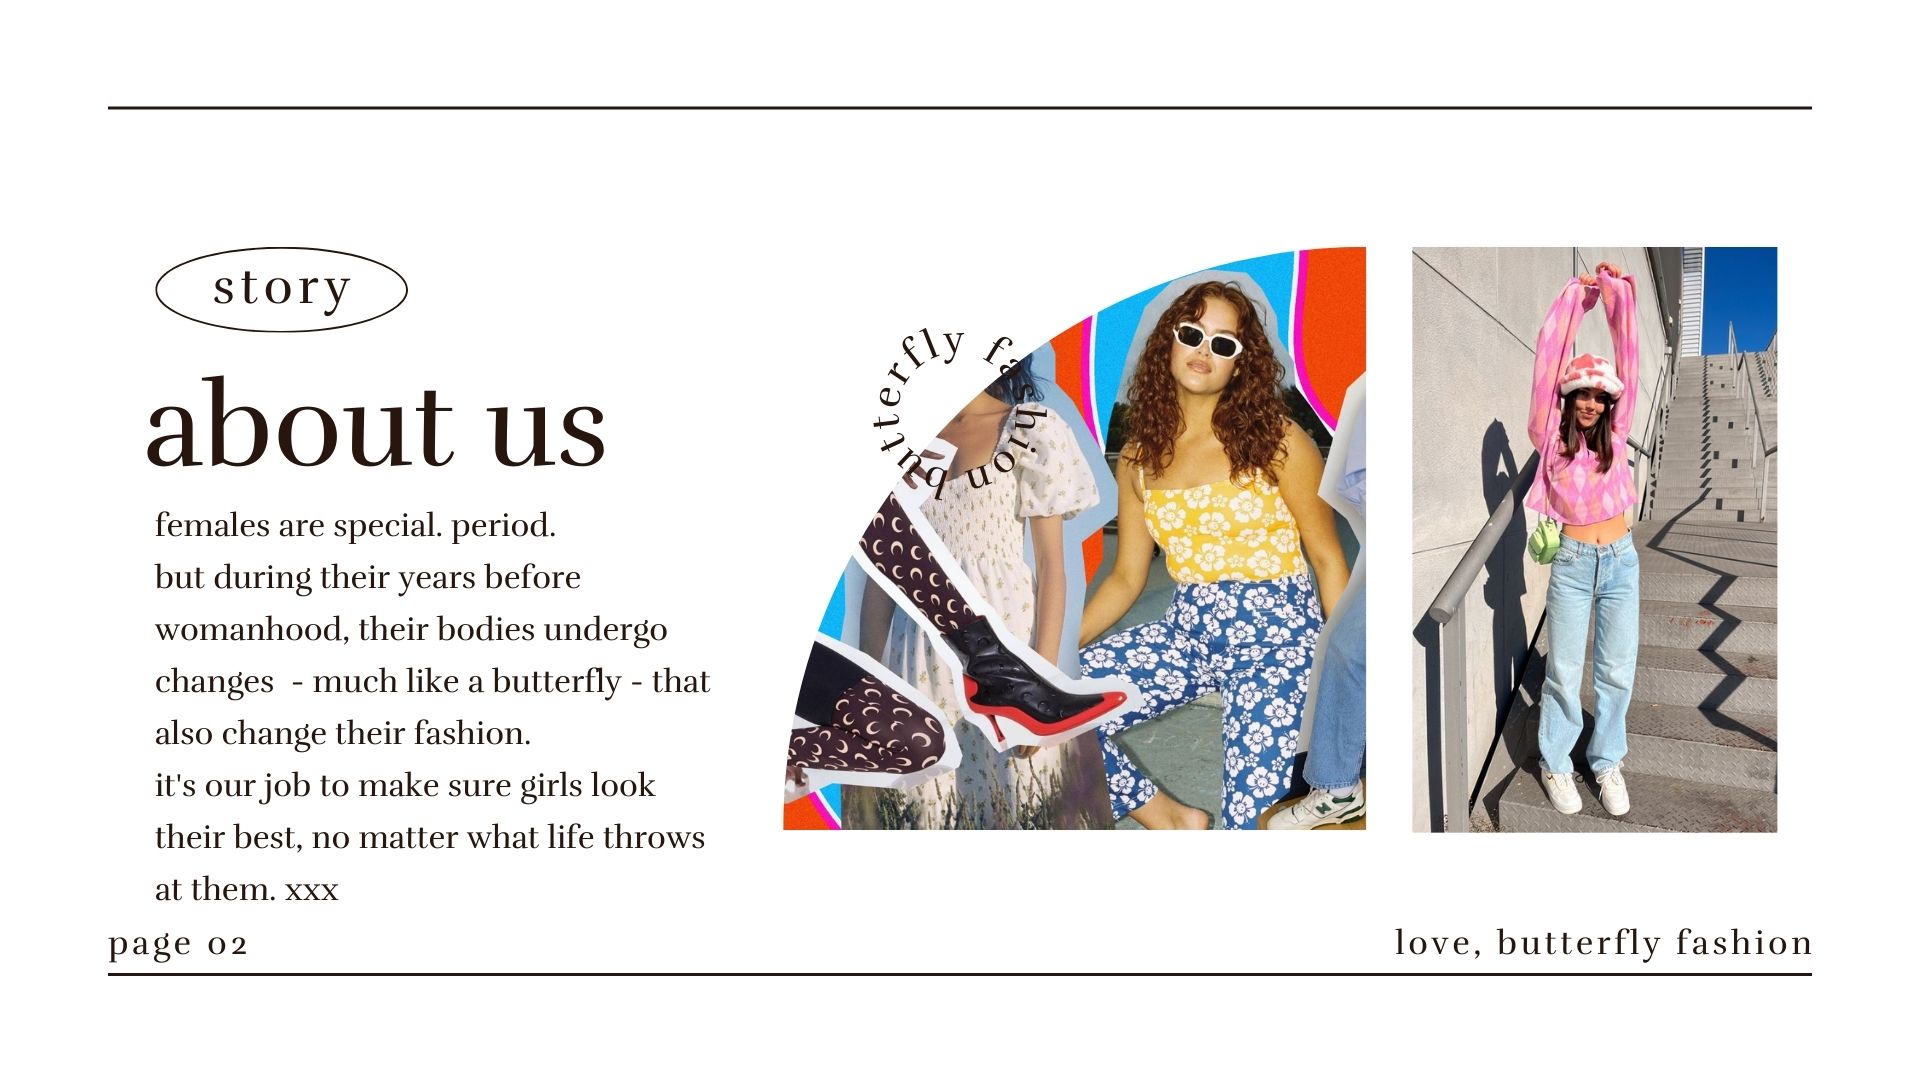 story
about us
females are special. period.
but during their years before
womanhood, their bodies undergo
changes  - much like a butterfly - that
also change their fashion.
it's our job to make sure girls look
their best, no matter what life throws
at them. xxx
butterfly fashion
page 02
love, butterfly fashion